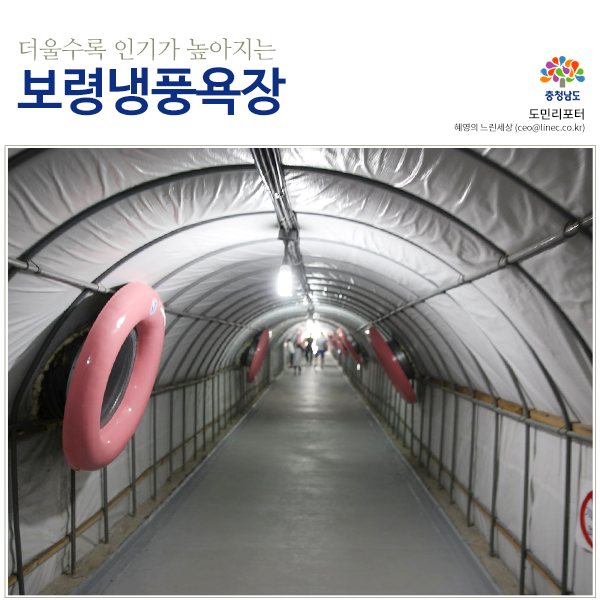 더울수록 인기가 높아지는
보령냉풍욕장
충청남도
도민리포터
혜영의 느린세상 (ceo@linec.co.kr)